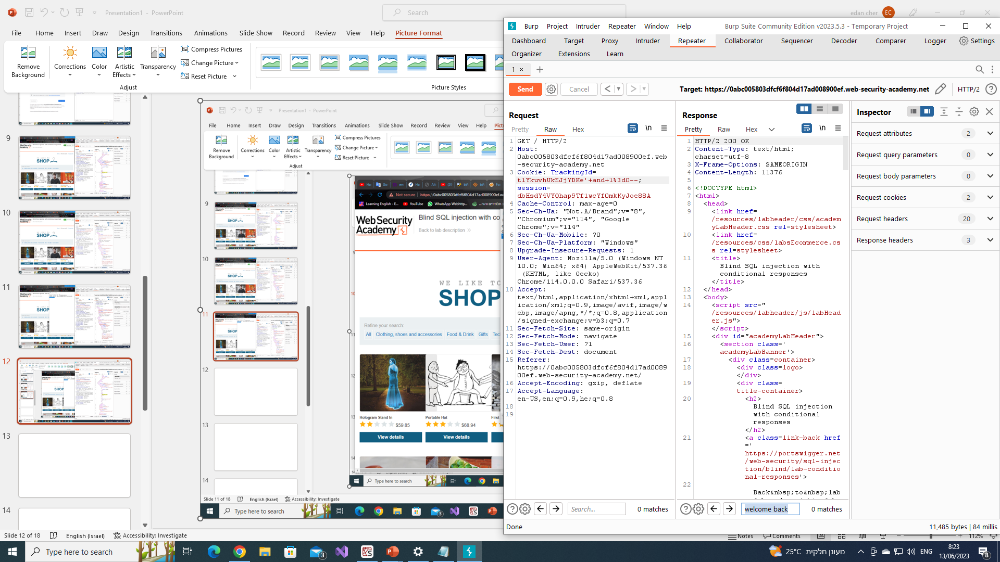 Presentation1 - PowerPoint
Search
edan cher
EC
File Home Insert Draw Design Transitions Animations Slide Show Record Review View Help Picture Format
Remove Background
Corrections
Color
Artistic Effects
Transparency
Compress Pictures
Change Picture
Reset Picture
Adjust
Picture Styles
9
10
11
12
13
14
Presentation1 - PowerPoint
File Home Insert Draw Design Transitions Animations Slide Show Record Review View Help
Remove Background
Corrections
Color
Artistic Effects
Transparency
Compress Pictures
Change Picture
Reset Picture
Adjust
9
10
11
12
13
14
Not secure
Learning English - E...
YouTube
WhatsApp Webhttp...
Web Security Academy
Blind SQL injection with co
Back to lab description
WE LIKE TO
SHOP
Refine your search:
All Clothing, shoes and accessories Food & Drink Gifts Tec
Hologram Stand In
$59.85
View details
Portable Hat
$68.94
View details
First
Type here to search
Slide 11 of 18
English (Israel)
Accessibility: Investigate
Type here to search
3
Burp Project Intruder Repeater Window Help
Burp Suite Community Edition v2023.5.3 - Temporary Project
Dashboard Target Proxy Intruder Repeater Collaborator Sequencer Decoder Comparer Logger Settings
Organizer Extensions Learn
1 ×
Send
Cancel
Target: https://0abc005803dfcf6f804d17ad008900ef.web-security-academy.net
HTTP/2
Request
Pretty Raw Hex
\n
1 GET / HTTP/2
2 Host:
0abc005803dfcf6f804d17ad008900ef.web
-security-academy.net
3 Cookie: TrackingId=
t1YkuvhUkEJjYDKe'+and+1%3d0--;
session=
dbHsdY4VYQhap9Tf1wcYf0mkKyJoe88A
4 Cache-Control: max-age=0
5 Sec-Ch-Ua: "Not.A/Brand";v="8",
"Chromium";v="114", "Google
Chrome";v="114"
6 Sec-Ch-Ua-Mobile: ?0
7 Sec-Ch-Ua-Platform: "Windows"
8 Upgrade-Insecure-Requests: 1
9 User-Agent: Mozilla/5.0 (Windows NT
10.0; Win64; x64) AppleWebKit/537.36
(KHTML, like Gecko)
Chrome/114.0.0.0 Safari/537.36
10 Accept:
text/html,application/xhtml+xml,appl
ication/xml;q=0.9,image/avif,image/w
ebp,image/apng,*/*;q=0.8,application
/signed-exchange;v=b3;q=0.7
11 Sec-Fetch-Site: same-origin
12 Sec-Fetch-Mode: navigate
13 Sec-Fetch-User: ?1
14 Sec-Fetch-Dest: document
15 Referer:
https://0abc005803dfcf6f804d17ad0089
00ef.web-security-academy.net/
16 Accept-Encoding: gzip, deflate
17 Accept-Language:
en-US,en;q=0.9,he;q=0.8
18
19
Search...
0 matches
Response
Pretty Raw Hex
\n
1 HTTP/2 200 OK
2 Content-Type: text/html;
charset=utf-8
3 X-Frame-Options: SAMEORIGIN
4 Content-Length: 11376
5
6 <!DOCTYPE html>
7 <html>
8 <head>
9 <link href=
/resources/labheader/css/academ
yLabHeader.css rel=stylesheet>
10 <link href=
/resources/css/labsEcommerce.cs
s rel=stylesheet>
11 <title>
Blind SQL injection with
conditional responses
</title>
12 </head>
13 <body>
14 <script src="
/resources/labheader/js/labHead
er.js">
</script>
15 <div id="academyLabHeader">
16 <section class='
academyLabBanner'>
17 <div class=container>
18 <div class=logo>
</div>
19 <div class=
title-container>
20 <h2>
Blind SQL injection
with conditional
responses
</h2>
21 <a class=link-back href
='
https://portswigger.net
/web-security/sql-injec
tion/blind/lab-conditio
nal-responses'>
22
Back&nbsp;to&nbsp;lab
welcome back
0 matches
Inspector
Request attributes 2
Request query parameters 0
Request body parameters 0
Request cookies 2
Request headers 20
Response headers 3
Done
11,485 bytes | 84 millis
Slide 12 of 18
English (Israel)
Accessibility: Investigate
Notes
Comments
112%
Type here to search
3
25°C
מעונן חלקית
ENG
8:23
13/06/2023
8